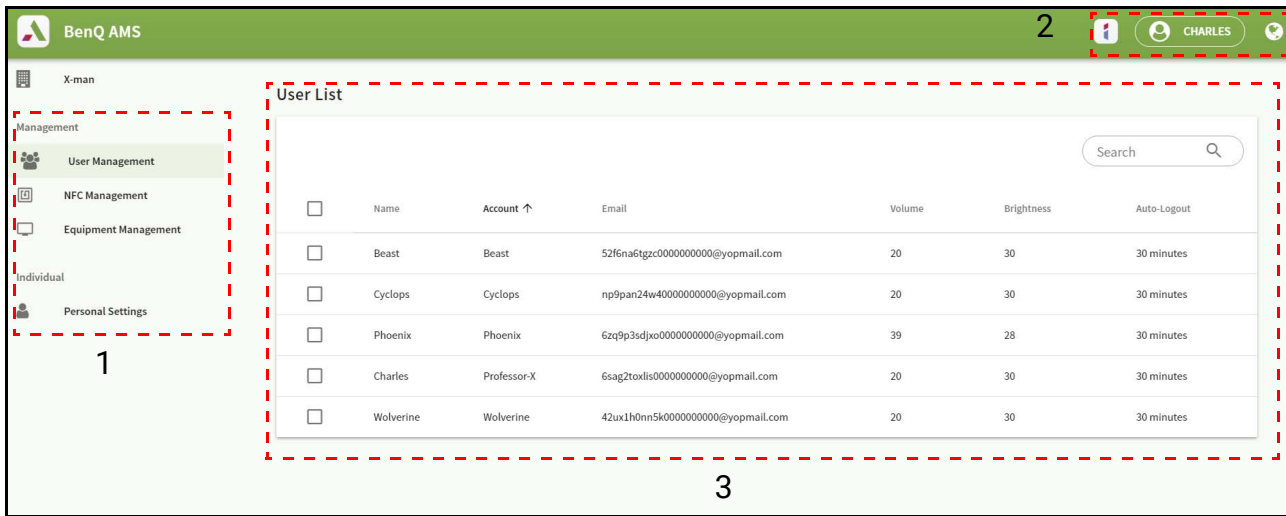 BenQ AMS
2
CHARLES
X-man
Management
User Management
NFC Management
Equipment Management
Individual
Personal Settings
1
User List
Search
Name Account Email Volume Brightness Auto-Logout
Beast Beast 52f6na6tgzc0000000000@yopmail.com 20 30 30 minutes
Cyclops Cyclops np9pan24w40000000000@yopmail.com 20 30 30 minutes
Phoenix Phoenix 6zq9p3sdjxo0000000000@yopmail.com 39 28 30 minutes
Charles Professor-X 6sag2toxlis0000000000@yopmail.com 20 30 30 minutes
Wolverine Wolverine 42ux1h0nn5k0000000000@yopmail.com 20 30 30 minutes
3